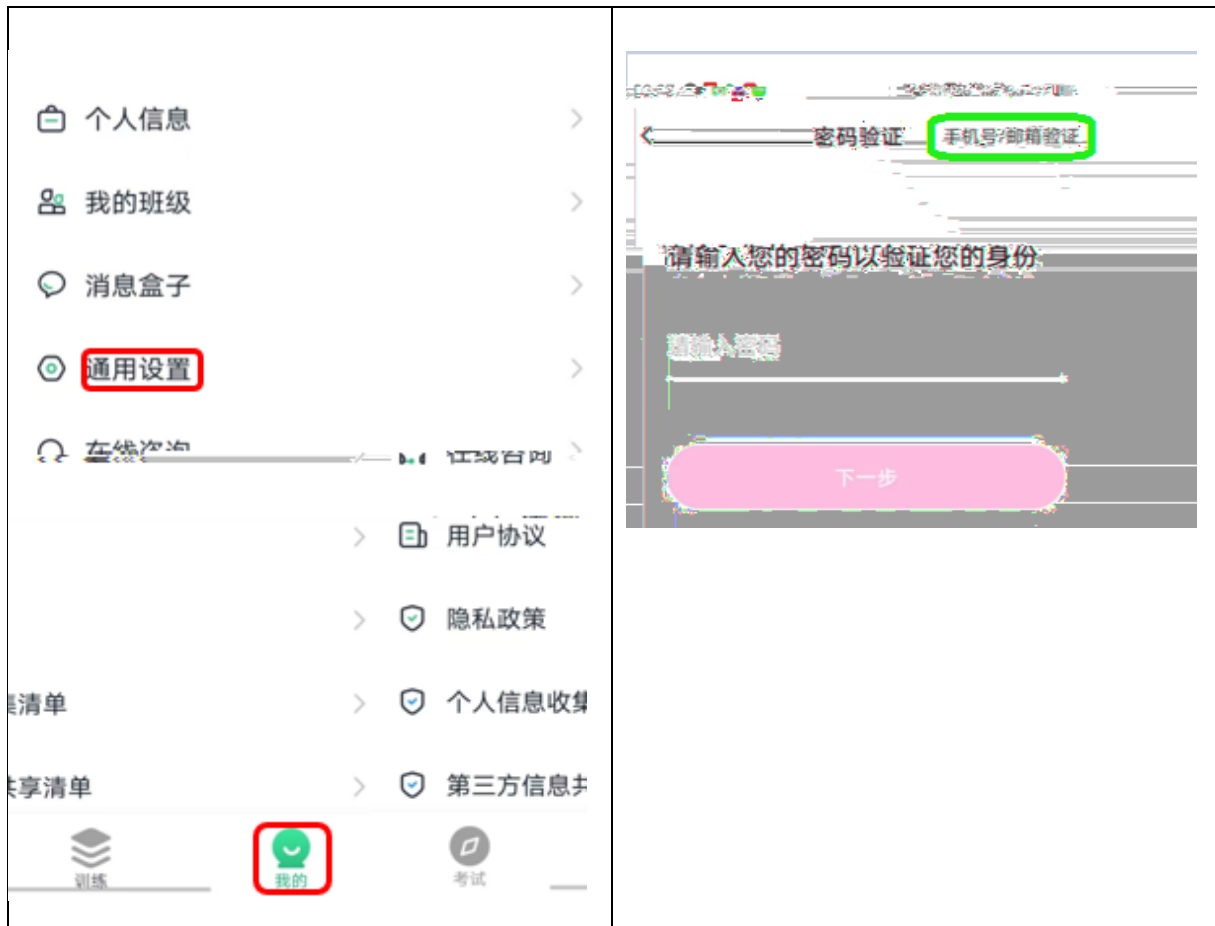 个人信息
我的班级
消息盒子
通用设置
在线咨询
在线咨询
用户协议
隐私政策
集清单
个人信息收集
共享清单
第三方信息共
训练
我的
考试
密码验证
手机号/邮箱验证
请输入您的密码以验证您的身份
请输入密码
下一步